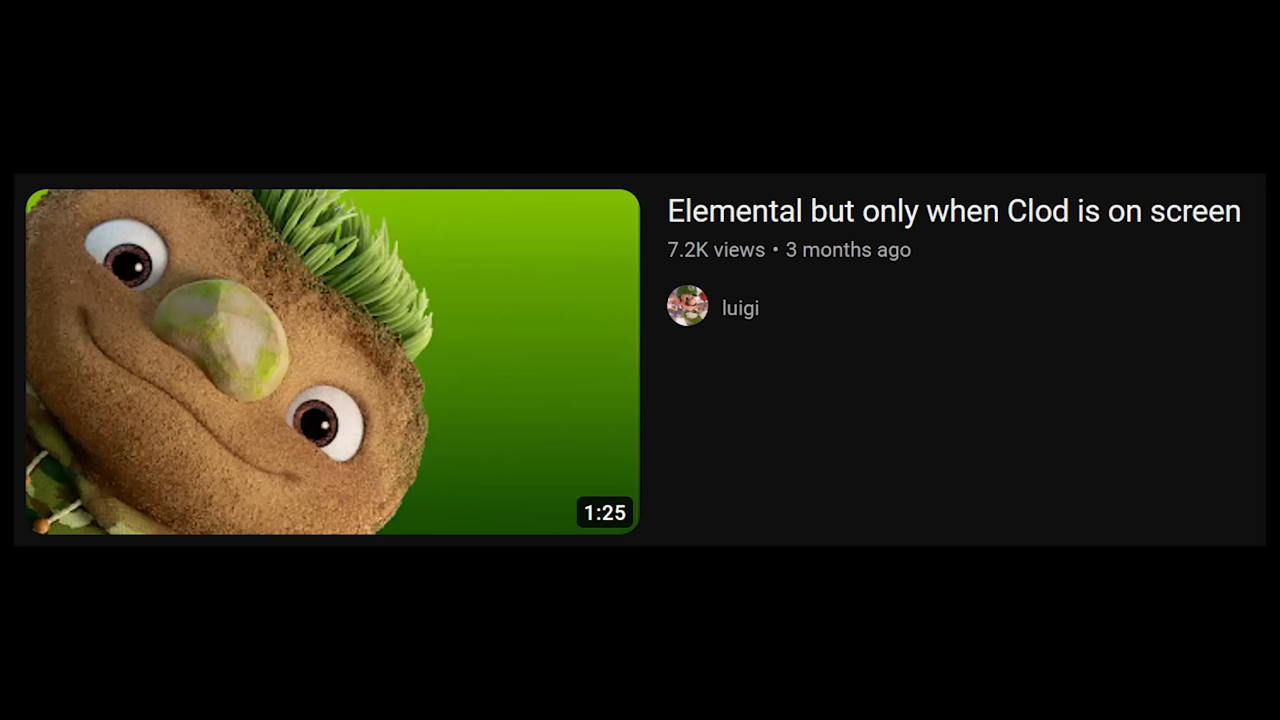 Elemental but only when Clod is on screen
7.2K views • 3 months ago
luigi
1:25